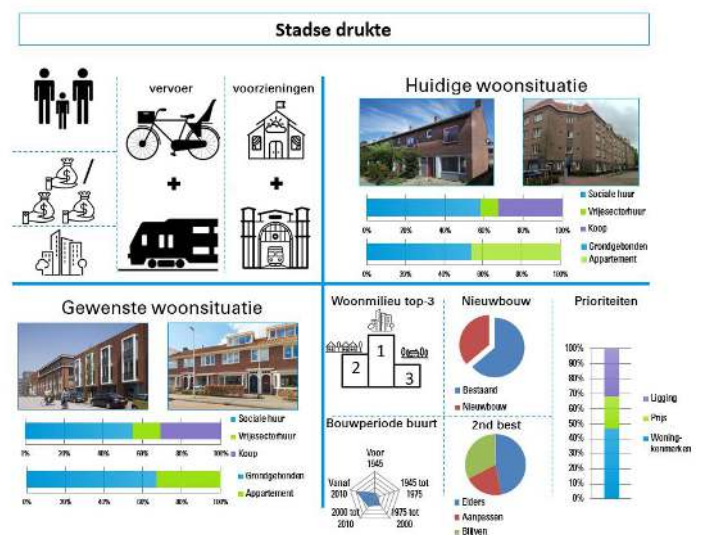 Stadse drukte
vervoer
voorzieningen
+
+
Huidige woonsituatie
Sociale huur
Vrijesectorhuur
Koop
0% 20% 40% 60% 80% 100%
Grondgebonden
Appartement
0% 20% 40% 60% 80% 100%
Gewenste woonsituatie
Sociale huur
Vrijesectorhuur
Koop
0% 20% 40% 60% 80% 100%
Grondgebonden
Appartement
0% 20% 40% 60% 80% 100%
Woonmilieu top-3
1
2
3
Nieuwbouw
Bestaand
Nieuwbouw
Bouwperiode buurt
Voor
1945
1945 tot
1975
1975 tot
2000
2000 tot
2010
Vanaf
2010
2nd best
Elders
Aanpassen
Blijven
Prioriteiten
100%
90%
80%
70%
60%
50%
40%
30%
20%
10%
0%
Ligging
Prijs
Woning-
kenmerken